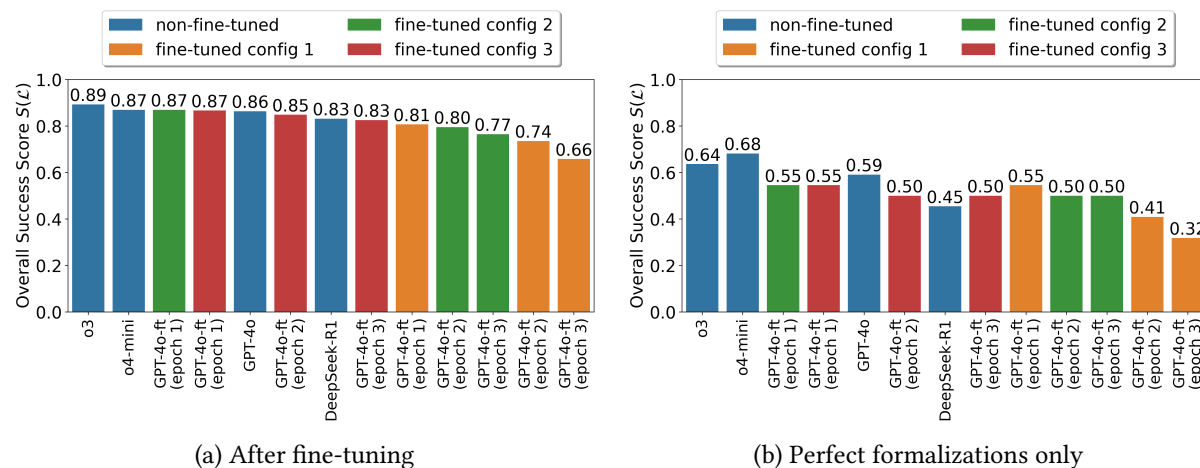 non-fine-tuned
fine-tuned config 1
fine-tuned config 2
fine-tuned config 3
Overall Success Score S(ℒ)
1.0
0.8
0.6
0.4
0.2
0.0
0.89
0.87
0.87
0.87
0.86
0.85
0.83
0.83
0.81
0.80
0.77
0.74
0.66
o3
o4-mini
GPT-4o-ft
(epoch 1)
GPT-4o-ft
(epoch 1)
GPT-4o
GPT-4o-ft
(epoch 2)
DeepSeek-R1
GPT-4o-ft
(epoch 3)
GPT-4o-ft
(epoch 1)
GPT-4o-ft
(epoch 2)
GPT-4o-ft
(epoch 3)
GPT-4o-ft
(epoch 2)
GPT-4o-ft
(epoch 3)
(a) After fine-tuning
non-fine-tuned
fine-tuned config 1
fine-tuned config 2
fine-tuned config 3
Overall Success Score S(ℒ)
1.0
0.8
0.6
0.4
0.2
0.0
0.64
0.68
0.55
0.55
0.59
0.50
0.45
0.50
0.55
0.50
0.50
0.41
0.32
o3
o4-mini
GPT-4o-ft
(epoch 1)
GPT-4o-ft
(epoch 1)
GPT-4o
GPT-4o-ft
(epoch 2)
DeepSeek-R1
GPT-4o-ft
(epoch 3)
GPT-4o-ft
(epoch 1)
GPT-4o-ft
(epoch 2)
GPT-4o-ft
(epoch 3)
GPT-4o-ft
(epoch 2)
GPT-4o-ft
(epoch 3)
(b) Perfect formalizations only